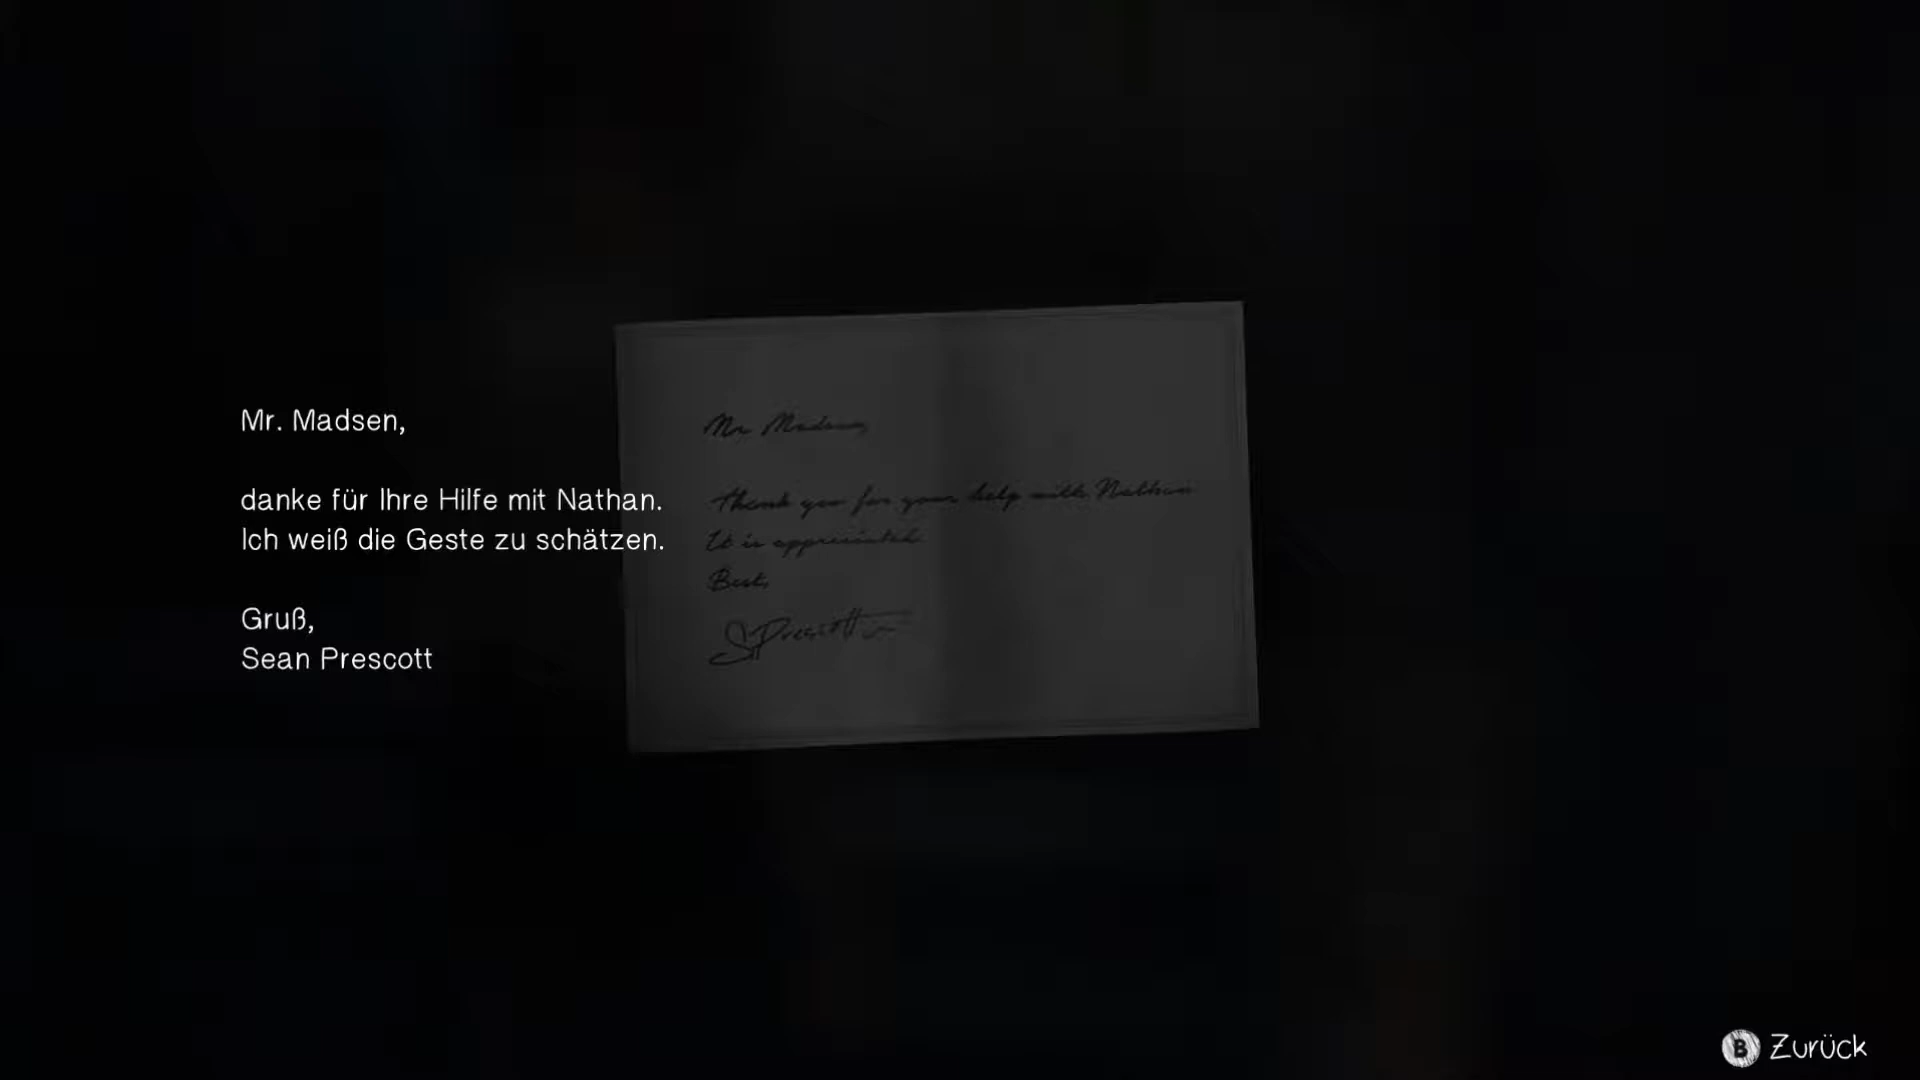 Mr. Madsen,
danke für Ihre Hilfe mit Nathan.
Ich weiß die Geste zu schätzen.
Gruß,
Sean Prescott
Mr. Madsen,
Thank you for your help with Nathan
It is appreciated.
Best,
S Prescott
B Zurück